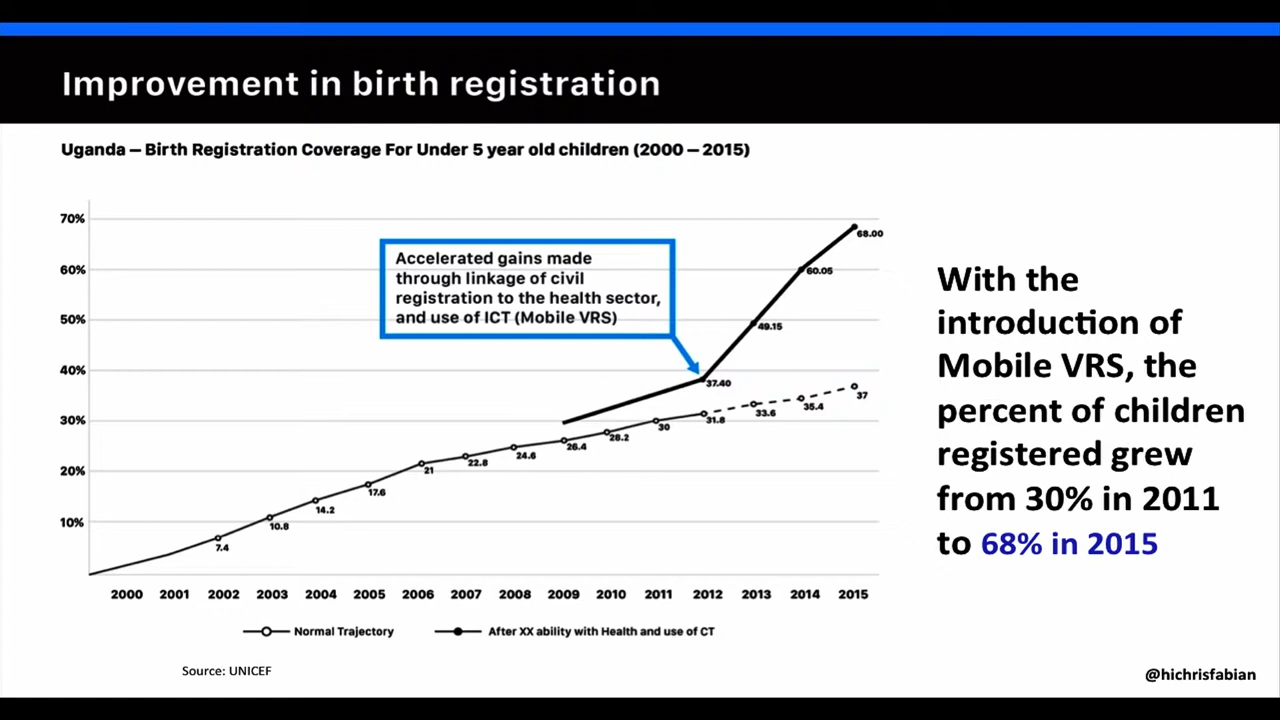 Improvement in birth registration
Uganda – Birth Registration Coverage For Under 5 year old children (2000 – 2015)
70%
60%
50%
40%
30%
20%
10%
Accelerated gains made
through linkage of civil
registration to the health sector,
and use of ICT (Mobile VRS)
68.00
60.05
49.15
37.40
7.4
10.8
14.2
17.6
21
22.8
24.6
26.4
28.2
30
31.8
33.6
35.4
37
2000 2001 2002 2003 2004 2005 2006 2007 2008 2009 2010 2011 2012 2013 2014 2015
Normal Trajectory
After XX ability with Health and use of CT
Source: UNICEF
With the
introduction of
Mobile VRS, the
percent of children
registered grew
from 30% in 2011
to 68% in 2015
@hichrisfabian